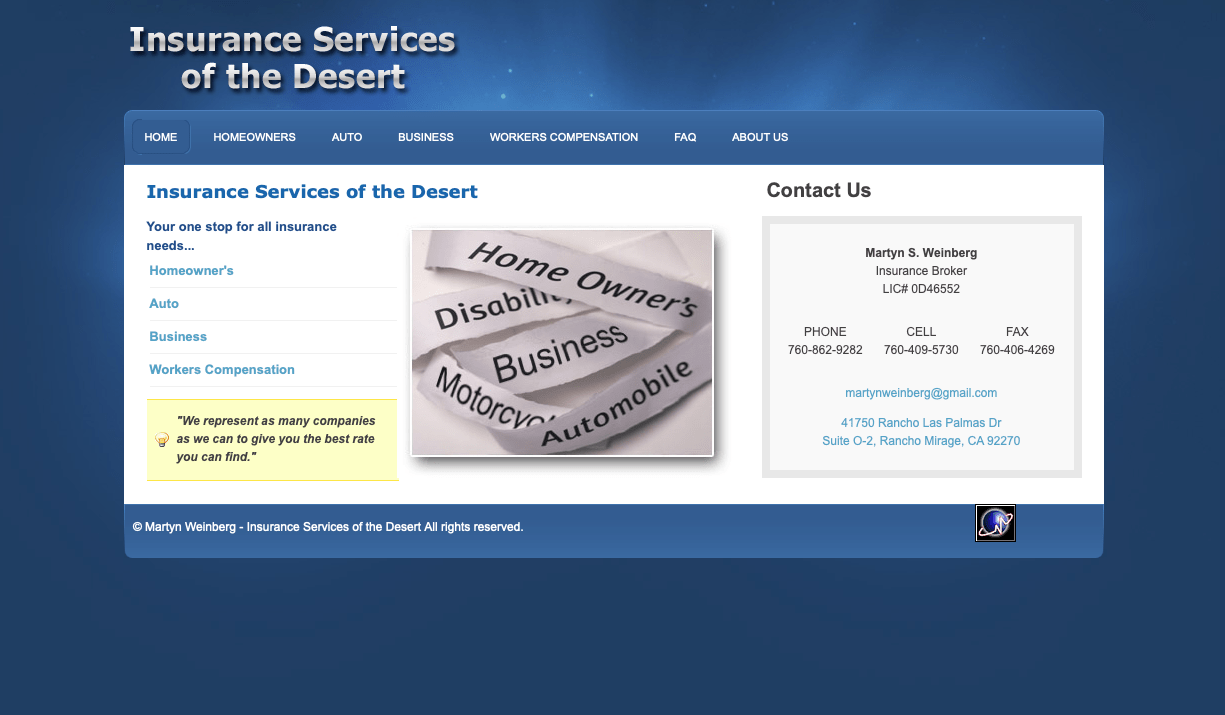 Insurance Services
of the Desert
HOME HOMEOWNERS AUTO BUSINESS WORKERS COMPENSATION FAQ ABOUT US
Insurance Services of the Desert
Your one stop for all insurance
needs...
Homeowner's
Auto
Business
Workers Compensation
"We represent as many companies
as we can to give you the best rate
you can find."
Home Owner's
Disability
Business
Motorcycle
Automobile
Contact Us
Martyn S. Weinberg
Insurance Broker
LIC# 0D46552
PHONE CELL FAX
760-862-9282 760-409-5730 760-406-4269
martynweinberg@gmail.com
41750 Rancho Las Palmas Dr
Suite O-2, Rancho Mirage, CA 92270
© Martyn Weinberg - Insurance Services of the Desert All rights reserved.